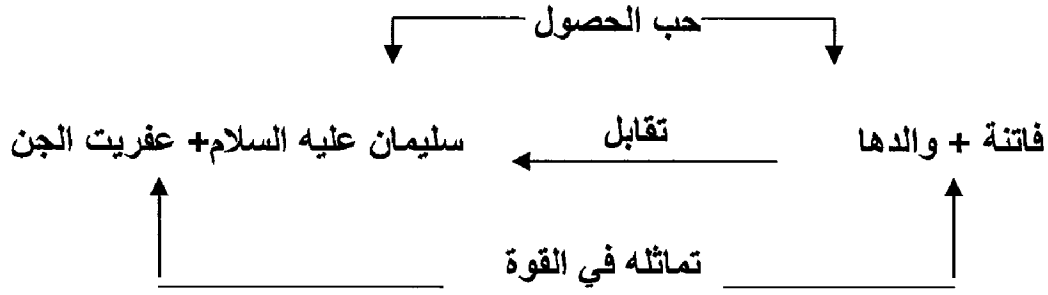 حب الحصول
فاتنة + والدها تقابل سليمان عليه السلام+ عفريت الجن
تماثله في القوة